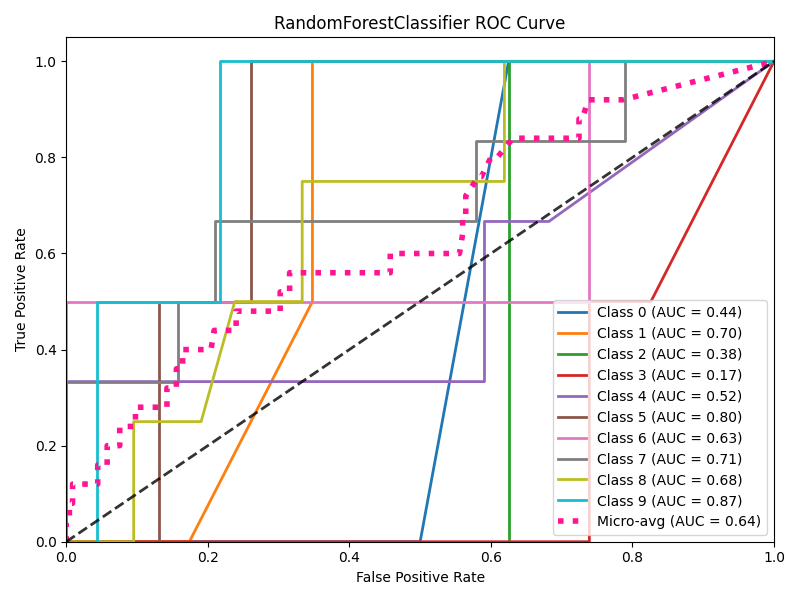 RandomForestClassifier ROC Curve
True Positive Rate
1.0
0.8
0.6
0.4
0.2
0.0
Class 0 (AUC = 0.44)
Class 1 (AUC = 0.70)
Class 2 (AUC = 0.38)
Class 3 (AUC = 0.17)
Class 4 (AUC = 0.52)
Class 5 (AUC = 0.80)
Class 6 (AUC = 0.63)
Class 7 (AUC = 0.71)
Class 8 (AUC = 0.68)
Class 9 (AUC = 0.87)
Micro-avg (AUC = 0.64)
0.0 0.2 0.4 0.6 0.8 1.0
False Positive Rate